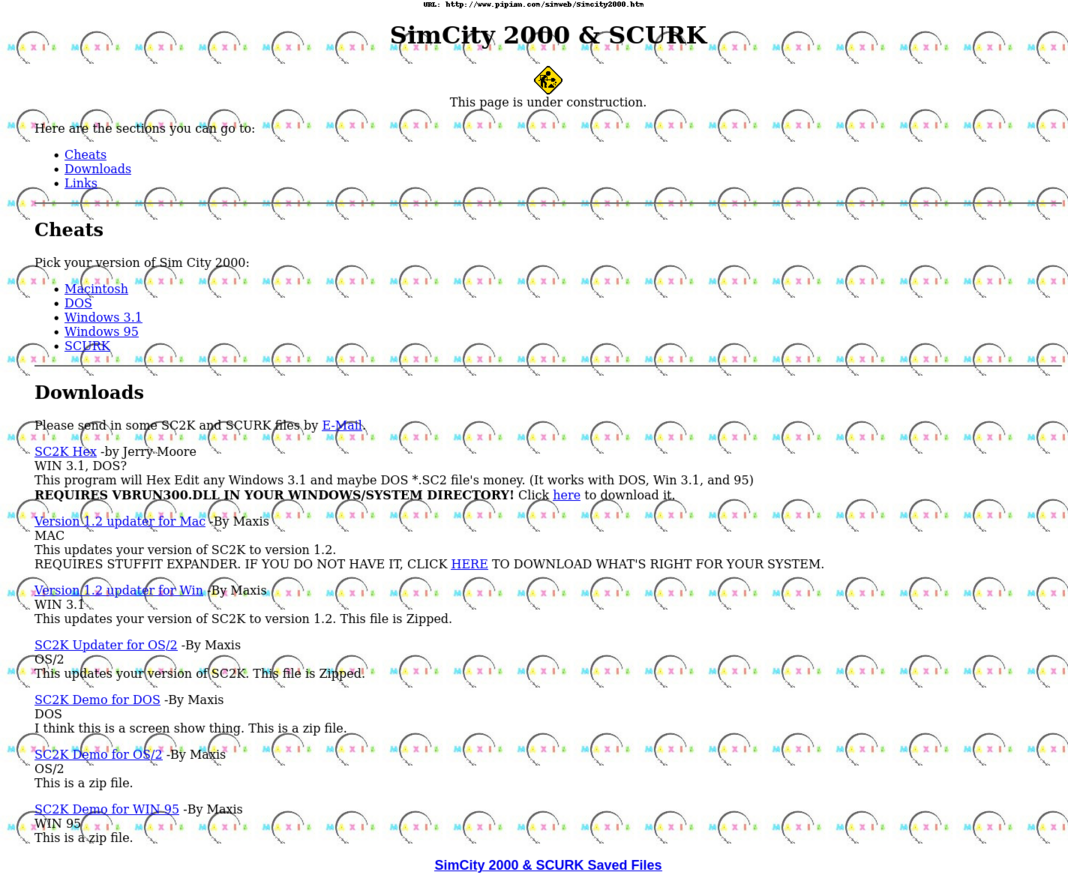 URL: http://www.pipian.com/simweb/Simcity2000.htm
SimCity 2000 & SCURK
This page is under construction.
Here are the sections you can go to:
Cheats
Downloads
Links
Cheats
Pick your version of Sim City 2000:
Macintosh
DOS
Windows 3.1
Windows 95
SCURK
Downloads
Please send in some SC2K and SCURK files by E-Mail.
SC2K Hex -by Jerry Moore
WIN 3.1, DOS?
This program will Hex Edit any Windows 3.1 and maybe DOS *.SC2 file's money. (It works with DOS, Win 3.1, and 95)
REQUIRES VBRUN300.DLL IN YOUR WINDOWS/SYSTEM DIRECTORY! Click here to download it.
Version 1.2 updater for Mac -By Maxis
MAC
This updates your version of SC2K to version 1.2.
REQUIRES STUFFIT EXPANDER. IF YOU DO NOT HAVE IT, CLICK HERE TO DOWNLOAD WHAT'S RIGHT FOR YOUR SYSTEM.
Version 1.2 updater for Win -By Maxis
WIN 3.1
This updates your version of SC2K to version 1.2. This file is Zipped.
SC2K Updater for OS/2 -By Maxis
OS/2
This updates your version of SC2K. This file is Zipped.
SC2K Demo for DOS -By Maxis
DOS
I think this is a screen show thing. This is a zip file.
SC2K Demo for OS/2 -By Maxis
OS/2
This is a zip file.
SC2K Demo for WIN 95 -By Maxis
WIN 95
This is a zip file.
SimCity 2000 & SCURK Saved Files